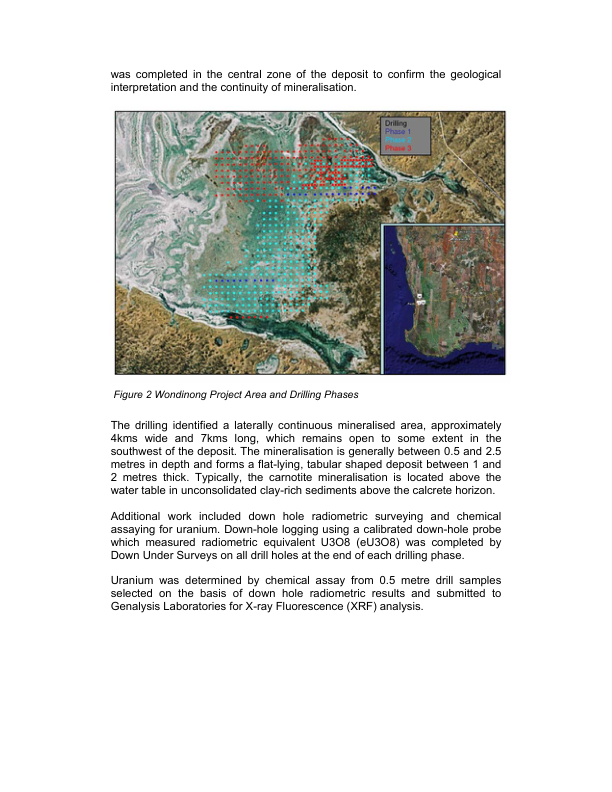 was completed in the central zone of the deposit to confirm the geological
interpretation and the continuity of mineralisation.
Drilling
Phase 1
Phase 3
Figure 2 Wondinong Project Area and Drilling Phases
The drilling identified a laterally continuous mineralised area, approximately
4kms wide and 7kms long, which remains open to some extent in the
southwest of the deposit. The mineralisation is generally between 0.5 and 2.5
metres in depth and forms a flat-lying, tabular shaped deposit between 1 and
2 metres thick. Typically, the carnotite mineralisation is located above the
water table in unconsolidated clay-rich sediments above the calcrete horizon.
Additional work included down hole radiometric surveying and chemical
assaying for uranium. Down-hole logging using a calibrated down-hole probe
which measured radiometric equivalent U3O8 (eU3O8) was completed by
Down Under Surveys on all drill holes at the end of each drilling phase.
Uranium was determined by chemical assay from 0.5 metre drill samples
selected on the basis of down hole radiometric results and submitted to
Genalysis Laboratories for X-ray Fluorescence (XRF) analysis.